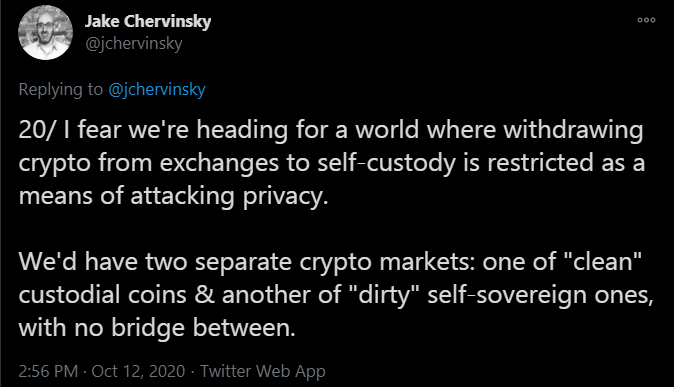 Jake Chervinsky
@jchervinsky
Replying to @jchervinsky
20/ I fear we're heading for a world where withdrawing
crypto from exchanges to self-custody is restricted as a
means of attacking privacy.
We'd have two separate crypto markets: one of "clean"
custodial coins & another of "dirty" self-sovereign ones,
with no bridge between.
2:56 PM · Oct 12, 2020 · Twitter Web App